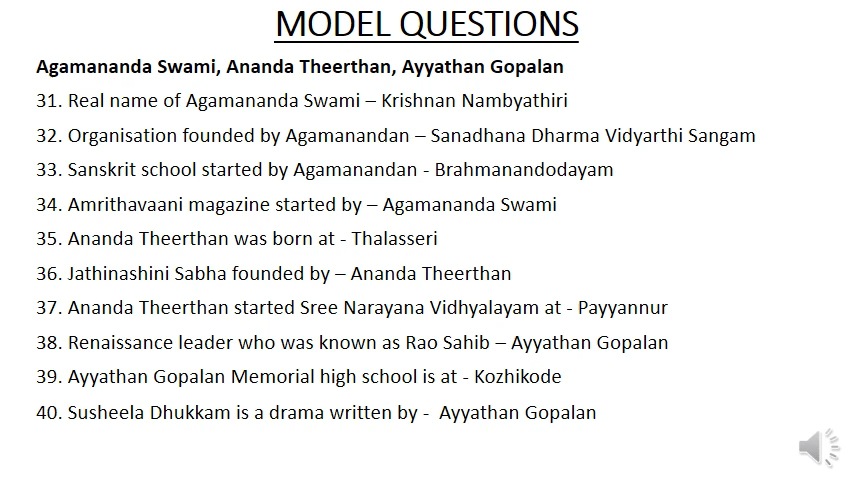 MODEL QUESTIONS
Agamananda Swami, Ananda Theerthan, Ayyathan Gopalan
31. Real name of Agamananda Swami – Krishnan Nambyathiri
32. Organisation founded by Agamanandan – Sanadhana Dharma Vidyarthi Sangam
33. Sanskrit school started by Agamanandan - Brahmanandodayam
34. Amrithavaani magazine started by – Agamananda Swami
35. Ananda Theerthan was born at - Thalasseri
36. Jathinashini Sabha founded by – Ananda Theerthan
37. Ananda Theerthan started Sree Narayana Vidhyalayam at - Payyannur
38. Renaissance leader who was known as Rao Sahib – Ayyathan Gopalan
39. Ayyathan Gopalan Memorial high school is at - Kozhikode
40. Susheela Dhukkam is a drama written by -  Ayyathan Gopalan